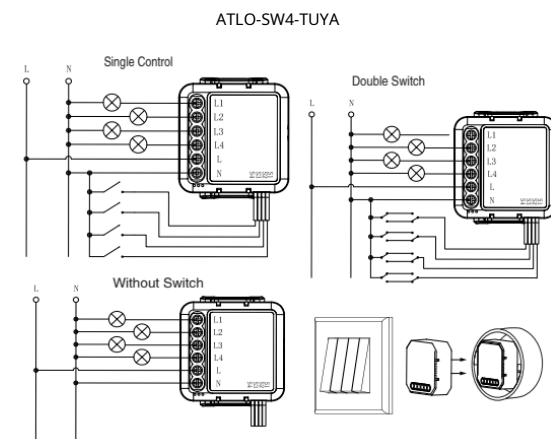 ATLO-SW4-TUYA
Single Control
L
N
L1
L2
L3
L4
L
N
Double Switch
L
N
L1
L2
L3
L4
L
N
Without Switch
L
N
L1
L2
L3
L4
L
N